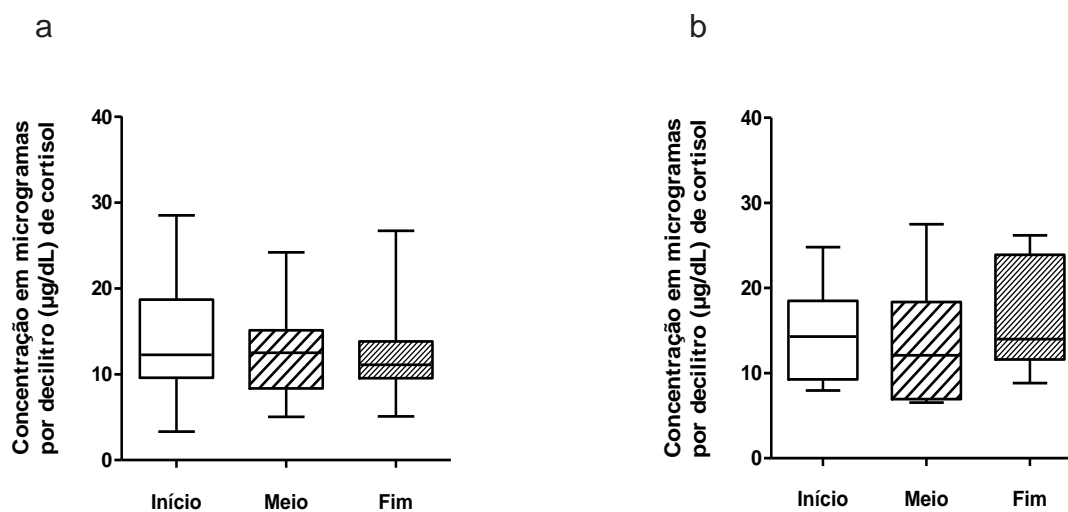 a
Concentração em microgramas
por decilitro (µg/dL) de cortisol
40
30
20
10
0
Início Meio Fim
b
Concentração em microgramas
por decilitro (µg/dL) de cortisol
40
30
20
10
0
Início Meio Fim